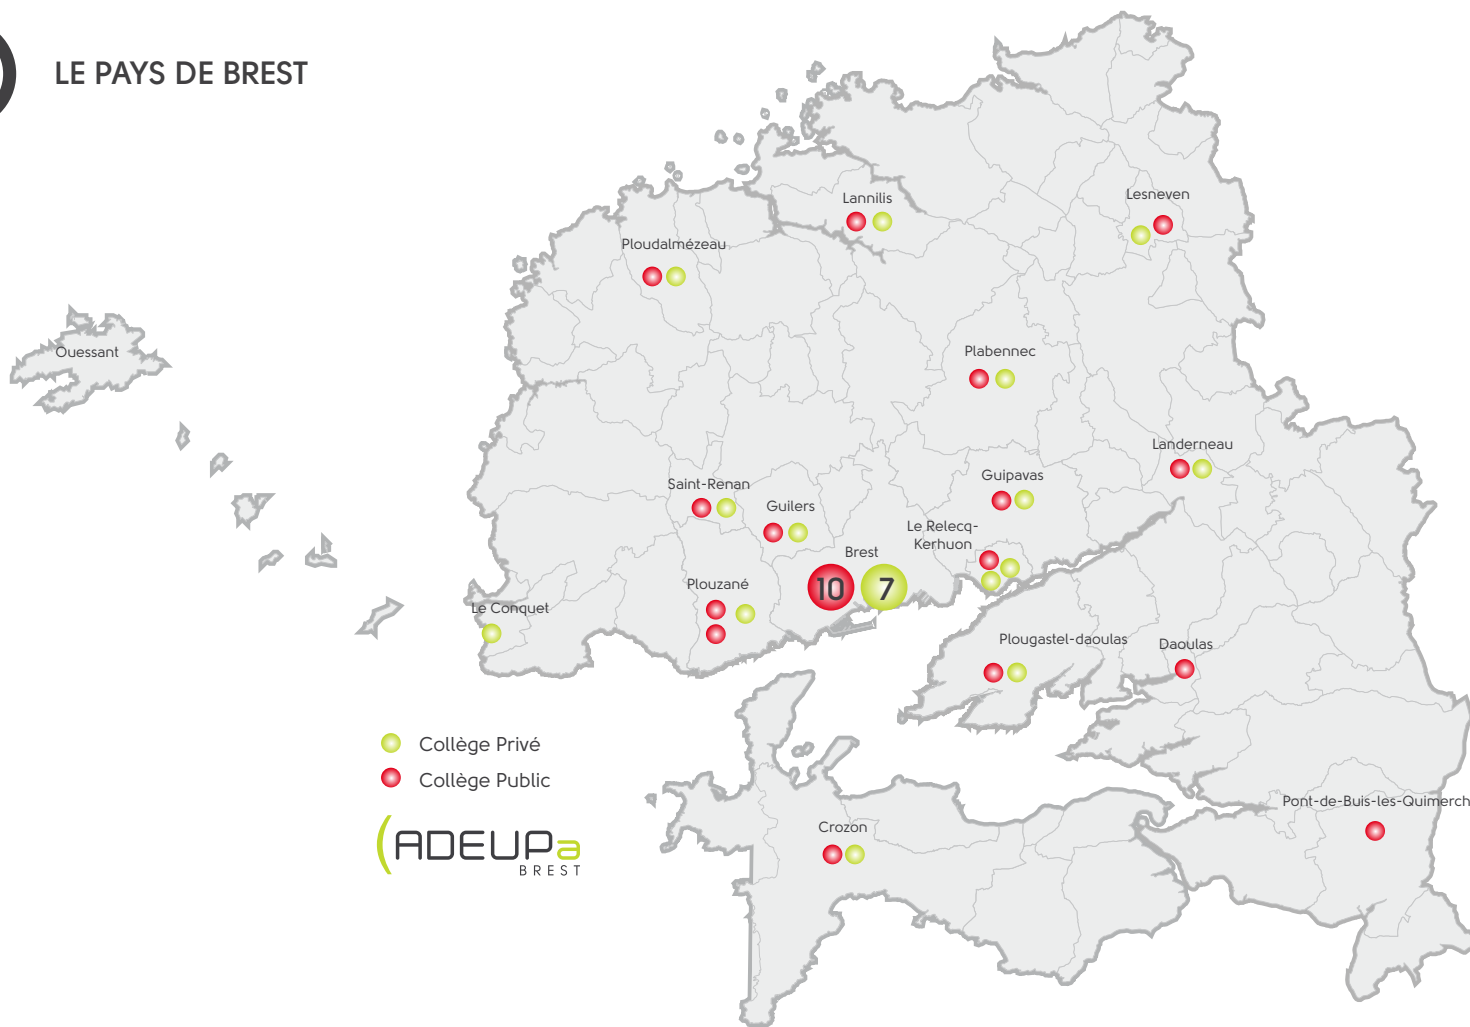 LE PAYS DE BREST
Lannilis
Lesneven
Ploudalmézeau
Ouessant
Plabennec
Landerneau
Guipavas
Saint-Renan
Guilers
Le Relecq-
Kerhuon
Brest
10
7
Plouzané
Le Conquet
Plougastel-daoulas
Daoulas
Collège Privé
Collège Public
Pont-de-Buis-les-Quimerch
Crozon
ADEUPa
BREST